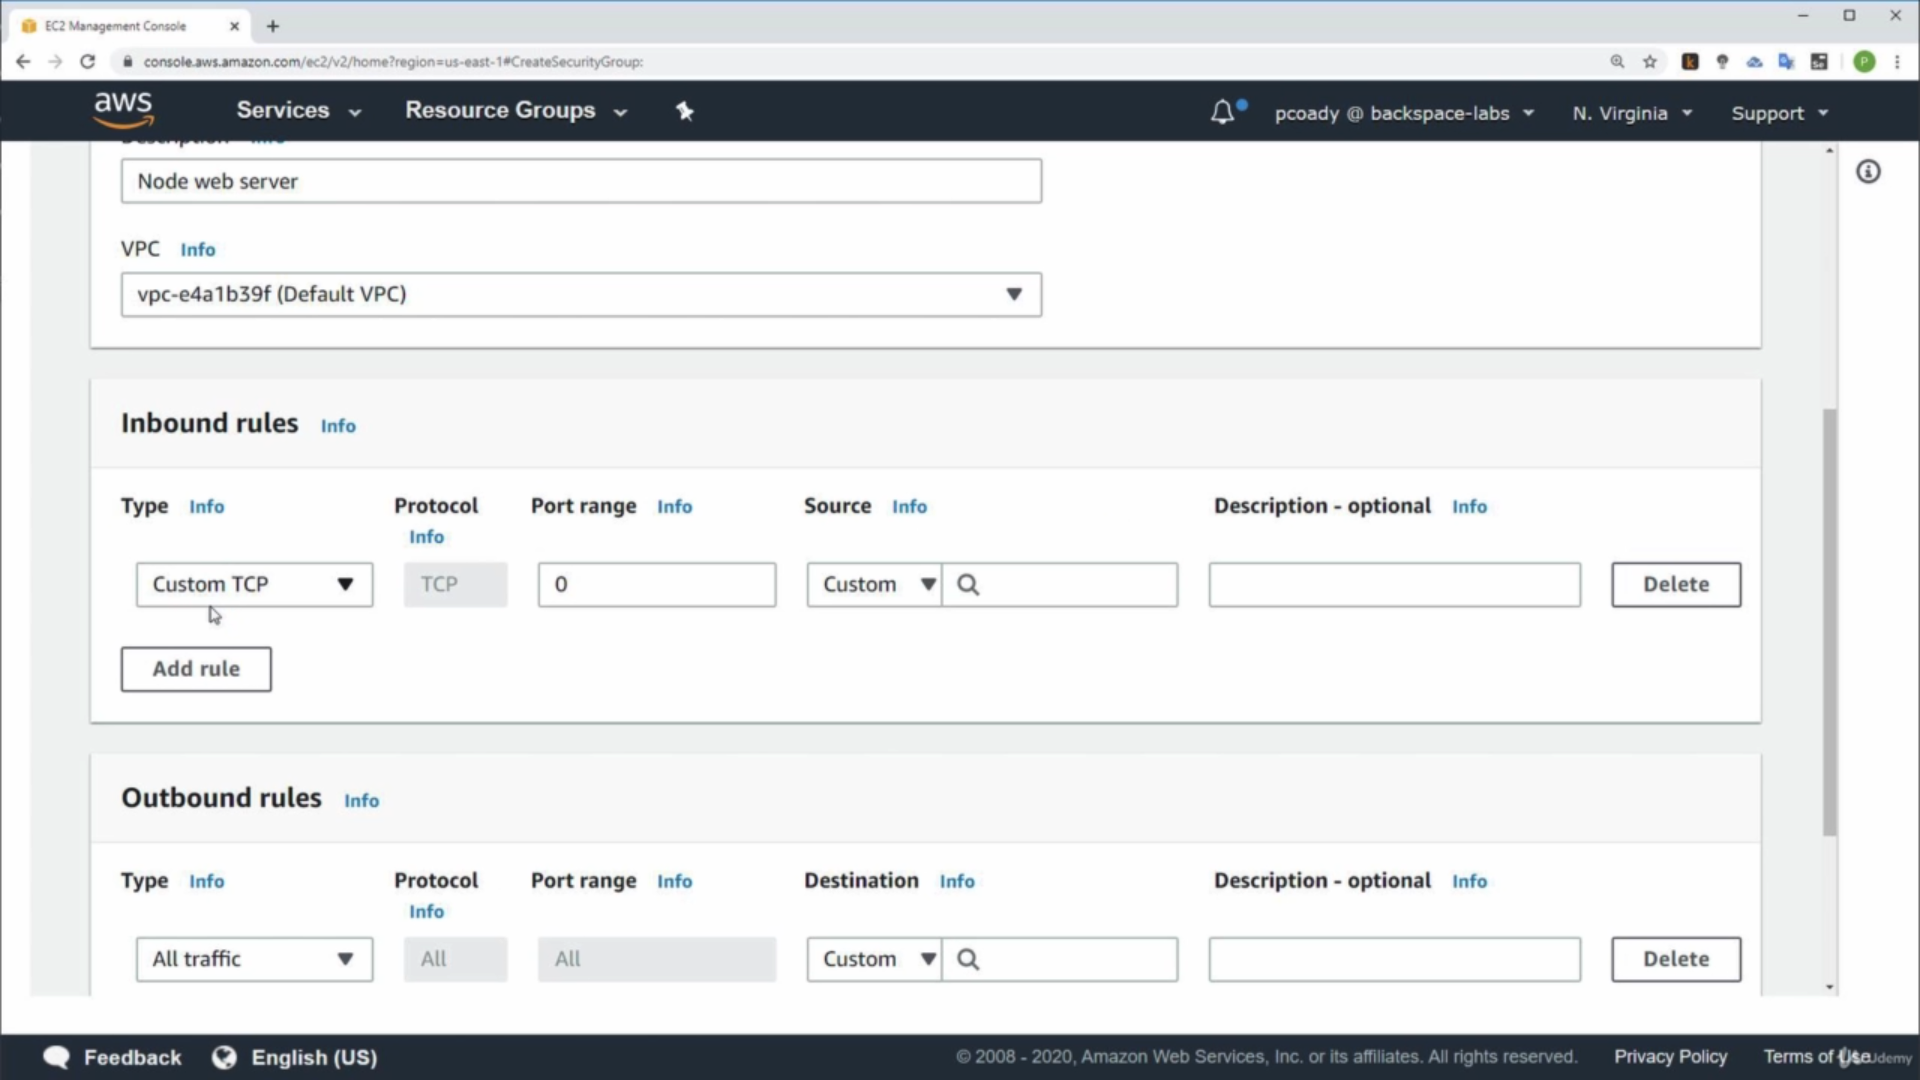 EC2 Management Console
console.aws.amazon.com/ec2/v2/home?region=us-east-1#CreateSecurityGroup:
aws Services Resource Groups pcoady @ backspace-labs N. Virginia Support
Description Info
Node web server
VPC Info
vpc-e4a1b39f (Default VPC)
Inbound rules Info
Type Info Protocol Info Port range Info Source Info Description - optional Info
Custom TCP TCP 0 Custom Delete
Add rule
Outbound rules Info
Type Info Protocol Info Port range Info Destination Info Description - optional Info
All traffic All All Custom Delete
Feedback English (US) © 2008 - 2020, Amazon Web Services, Inc. or its affiliates. All rights reserved. Privacy Policy Terms of Use
Udemy